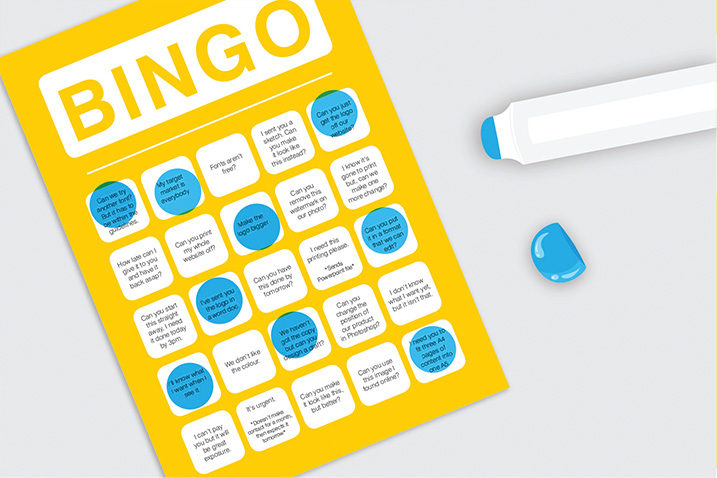 BINGO
Can we try
another font?
But it has to
be within the
guidelines.
My target
market is
everybody
Fonts aren't
free?
I sent you a
sketch. Can
you make
it look like
this instead?
Can you just
get the logo
off our
website?
How late can I
give it to you
and have it
back asap?
Can you print
my whole
website off?
Make the
logo bigger
Can you
remove this
watermark on
our photo?
I know it's
gone to print
but, can we
make one
more change?
Can you start
this straight
away. I need
it done today
by 3pm.
I've sent you
the logo in
a word doc
Can you have
this done by
tomorrow?
I need this
printing please.
*Sends
Powerpoint file*
Can you put
it in a format
that we can
edit?
I'll know what
I want when I
see it
We don't like
the colour.
We haven't
got the copy
but can you
design a draft?
Can you
change the
position of
our product
in Photoshop?
I don't know
what I want yet,
but it isn't that.
I can't pay
you but it will
be great
exposure.
It's urgent.
*Doesn't make
contact for a month,
then expects it
tomorrow*
Can you make
it look like this,
but better?
Can you use
this image I
found online?
I need you to
fit three A4
pages of
content into
one A5.